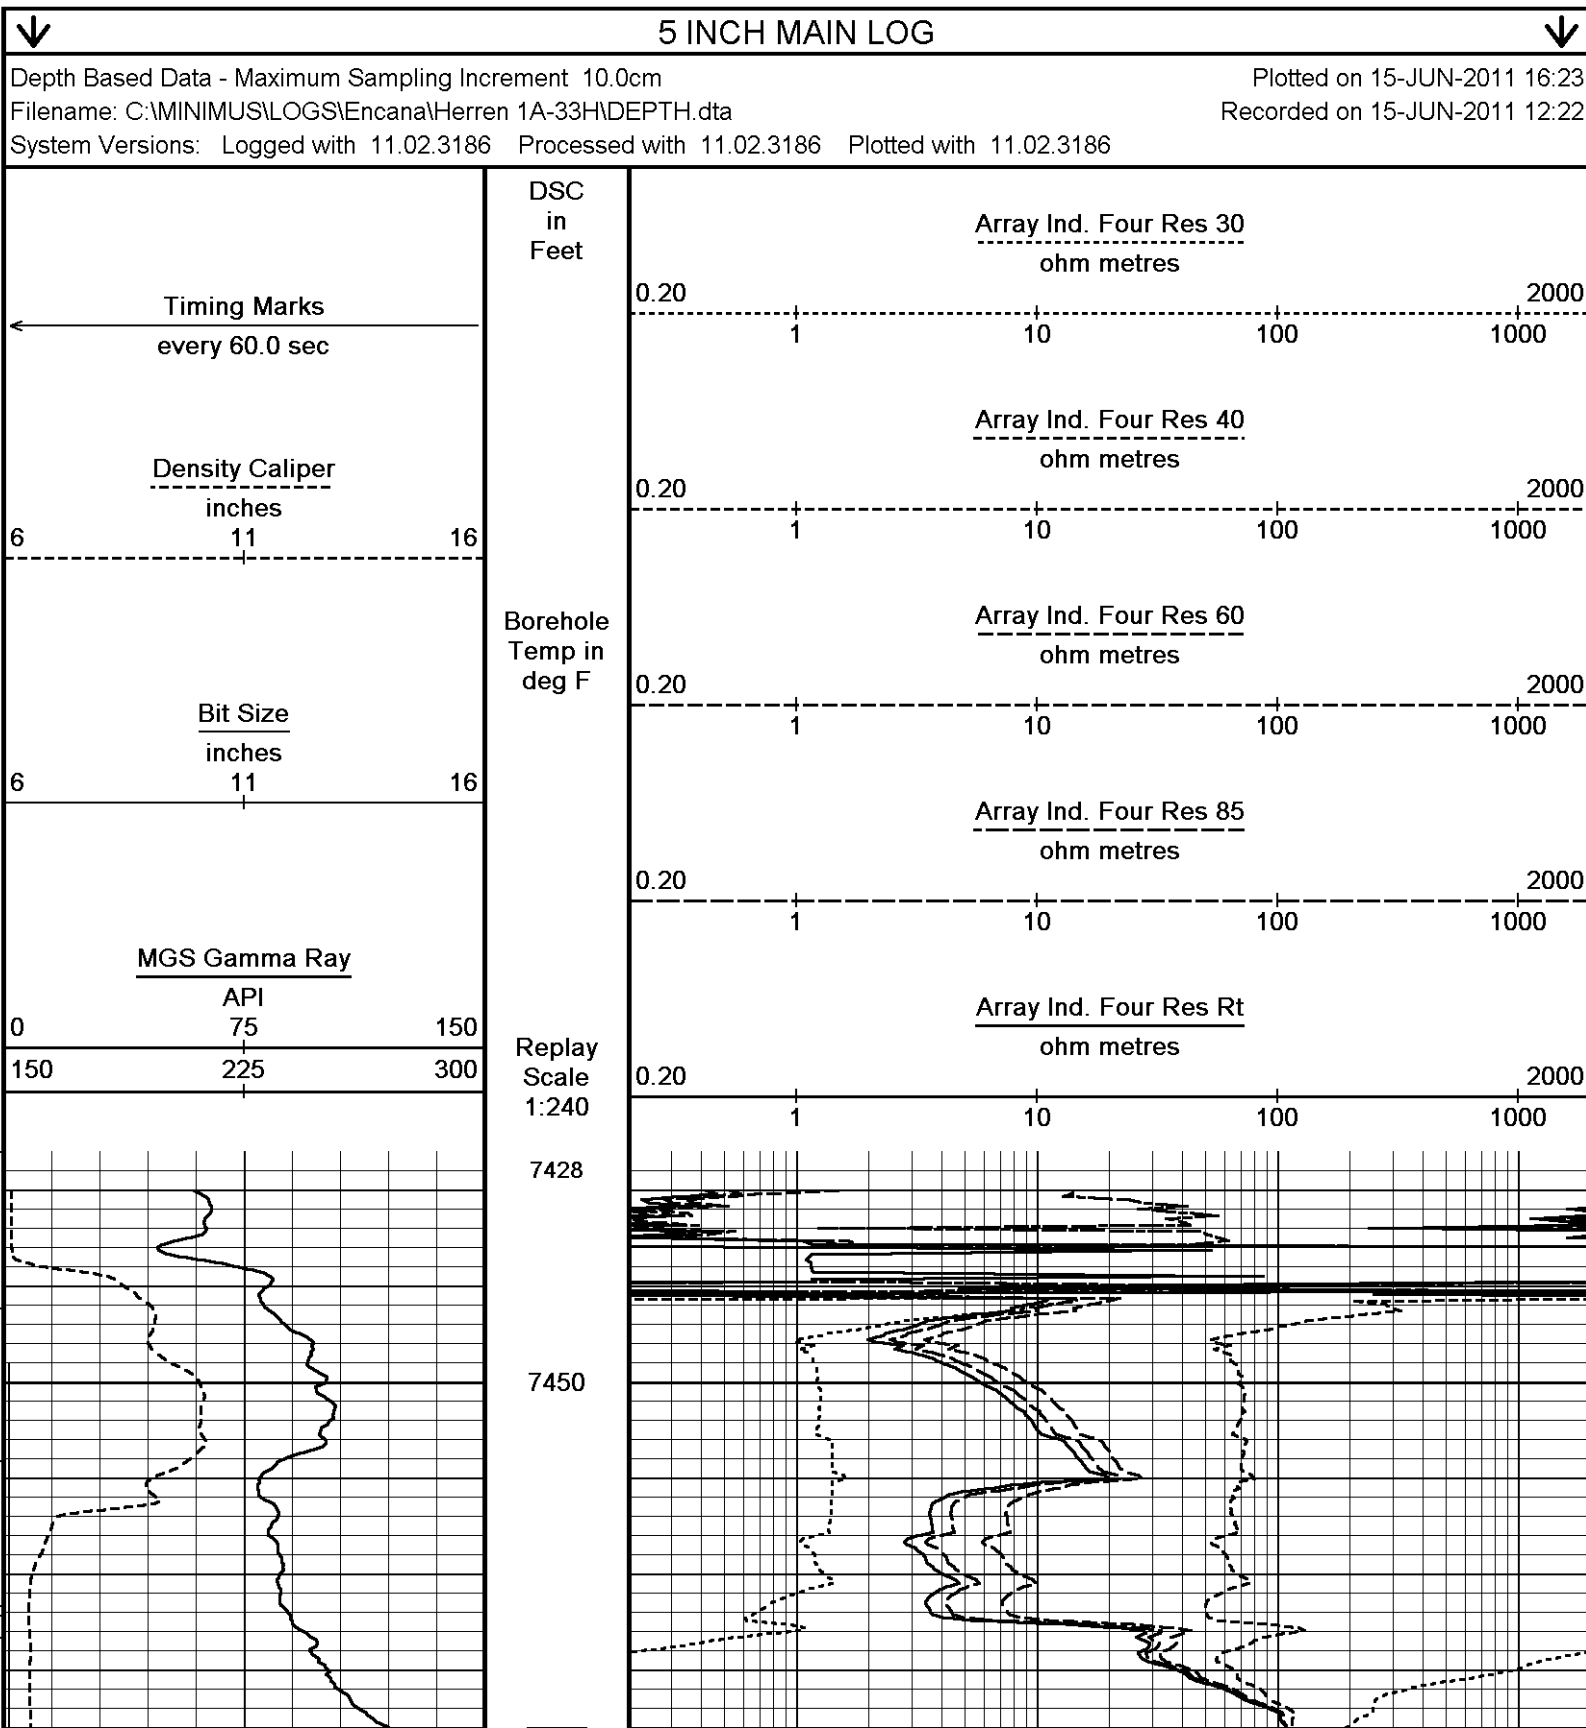 5 INCH MAIN LOG
Depth Based Data - Maximum Sampling Increment 10.0cm
Plotted on 15-JUN-2011 16:23
Filename: C:\MINIMUS\LOGS\Encana\Herren 1A-33H\DEPTH.dta
Recorded on 15-JUN-2011 12:22
System Versions: Logged with 11.02.3186 Processed with 11.02.3186 Plotted with 11.02.3186
Timing Marks
every 60.0 sec
Density Caliper
inches
6 11 16
Bit Size
inches
6 11 16
MGS Gamma Ray
API
0 75 150
150 225 300
DSC
in
Feet
Borehole
Temp in
deg F
Replay
Scale
1:240
7428
7450
Array Ind. Four Res 30
ohm metres
0.20 2000
1 10 100 1000
Array Ind. Four Res 40
ohm metres
0.20 2000
1 10 100 1000
Array Ind. Four Res 60
ohm metres
0.20 2000
1 10 100 1000
Array Ind. Four Res 85
ohm metres
0.20 2000
1 10 100 1000
Array Ind. Four Res Rt
ohm metres
0.20 2000
1 10 100 1000